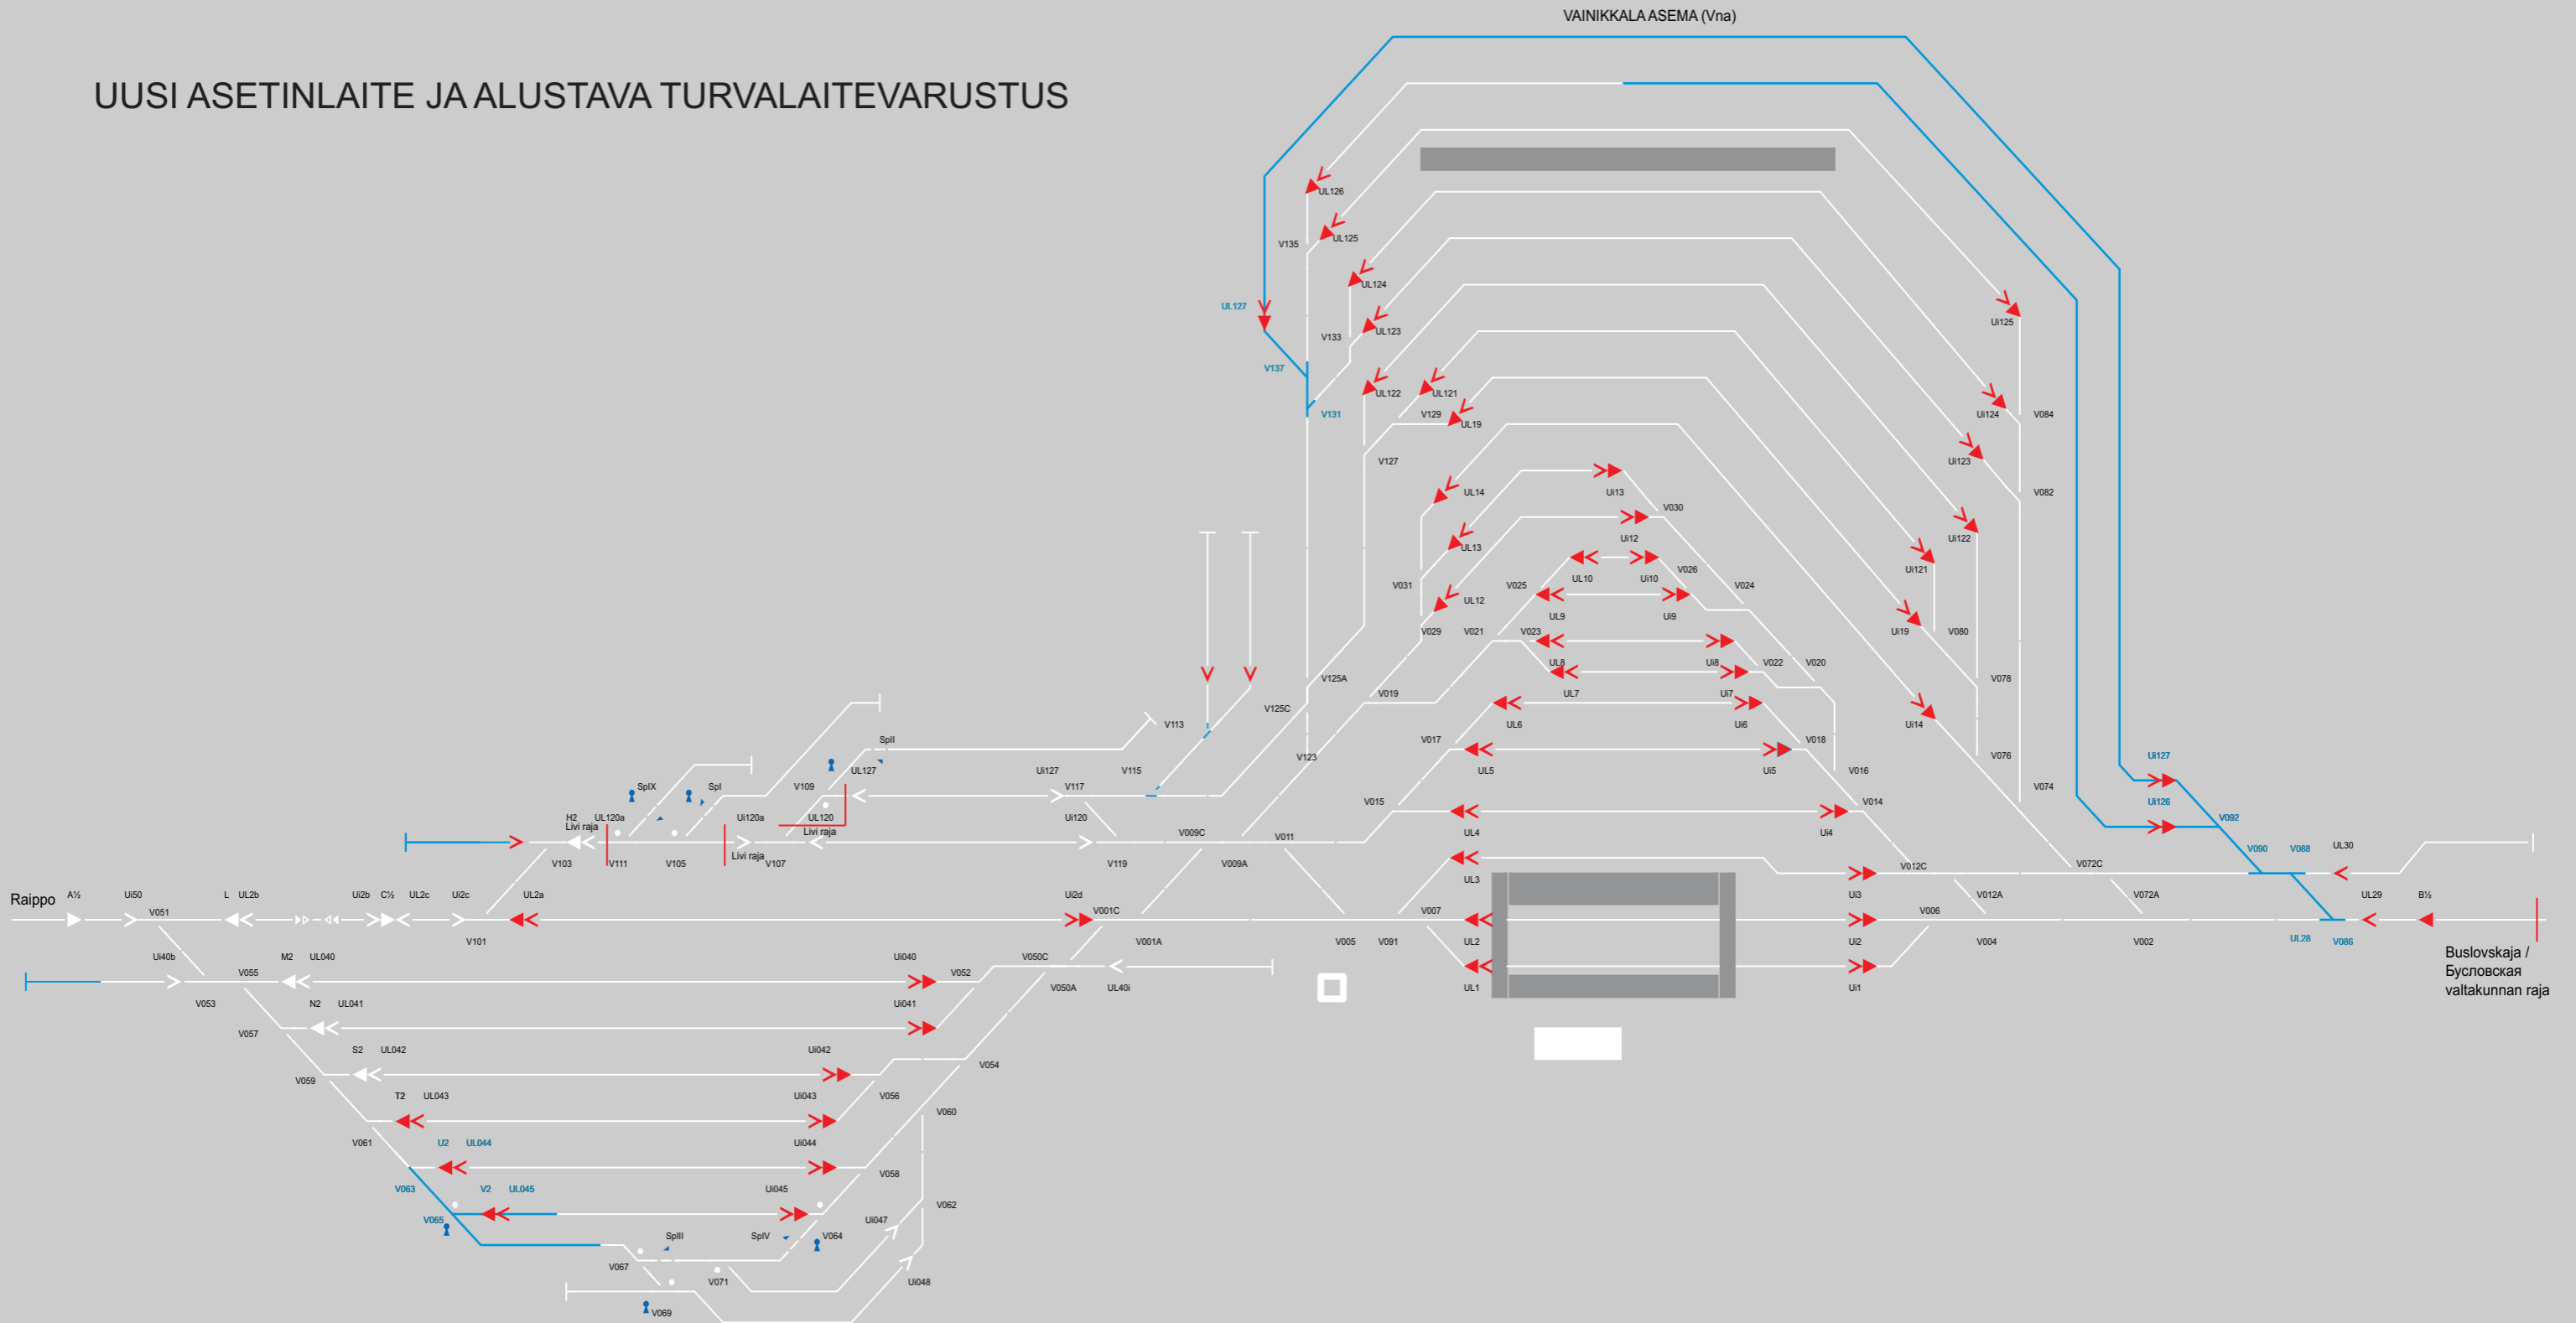 VAINIKKALA ASEMA (Vna)
UUSI ASETINLAITE JA ALUSTAVA TURVALAITEVARUSTUS
UL126
V135
UL125
UL124
UL127
Ui125
V133
UL123
V137
UL122
UL121
V131
V129
UL19
Ui124
V084
V127
Ui123
UL14
Ui13
V082
V030
Ui12
Ui122
UL13
Ui121
V031
V025
UL10
Ui10
V026
V024
UL12
UL9
Ui9
V029
V021
V023
Ui19
V080
UL8
Ui8
V022
V020
V125A
V078
V019
UL7
Ui7
V125C
V113
UL6
Ui6
Ui14
SpII
V017
V018
V123
Ui127
V076
UL127
Ui127
V115
UL5
Ui5
V016
SpIX
SpI
V109
V117
V074
V015
V014
Ui126
H2
UL120a
Ui120a
UL120
Ui120
V092
Livi raja
Livi raja
V009C
V011
UL4
Ui4
UL30
V090
V088
Livi raja
V103
V111
V105
V107
V119
V009A
V012C
V072C
UL3
Raippo
A½
Ui50
L
UL2b
Ui2b
C½
UL2c
Ui2c
UL2a
Ui2d
Ui3
V012A
V072A
UL29
B½
V051
V001C
V007
V006
V101
V001A
V005
V091
UL2
Ui2
V004
V002
UL28
V086
Ui40b
M2
UL040
Ui040
V050C
Buslovskaja /
Бусловская
valtakunnan raja
V055
V052
V050A
UL40i
UL1
Ui1
V053
N2
UL041
Ui041
V057
S2
UL042
Ui042
V059
V054
T2
UL043
Ui043
V056
V060
V061
U2
UL044
Ui044
V058
V063
V2
UL045
Ui045
V062
V065
Ui047
SpIII
SpIV
V064
V067
V071
Ui048
V069